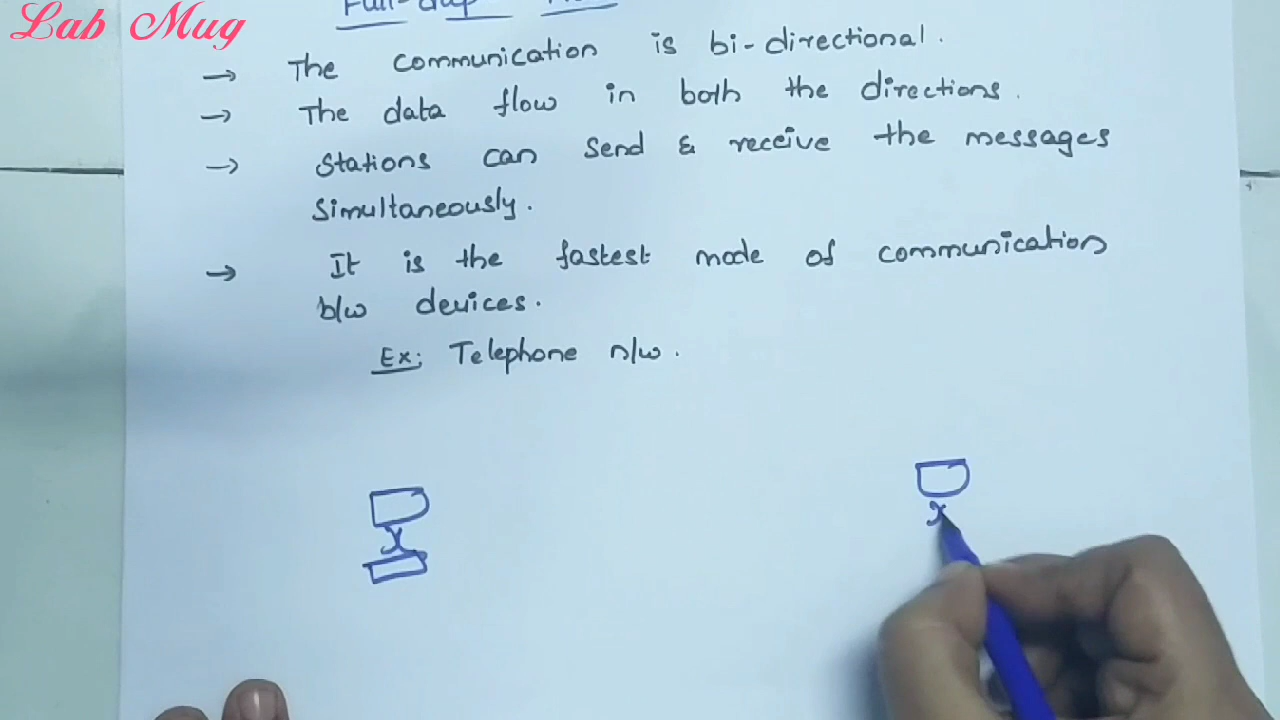 Lab Mug
→ The communication is bi-directional.
→ The data flow in both the directions.
→ Stations can send & receive the messages
simultaneously.
→ It is the fastest mode of communication
b/w devices.
Ex: Telephone n/w.